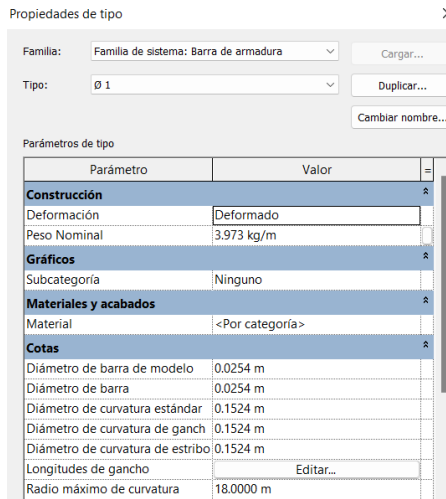 Propiedades de tipo
Familia: Familia de sistema: Barra de armadura Cargar...
Tipo: Ø 1 Duplicar...
Cambiar nombre...
Parámetros de tipo
Parámetro Valor =
Construcción
Deformación Deformado
Peso Nominal 3.973 kg/m
Gráficos
Subcategoría Ninguno
Materiales y acabados
Material <Por categoría>
Cotas
Diámetro de barra de modelo 0.0254 m
Diámetro de barra 0.0254 m
Diámetro de curvatura estándar 0.1524 m
Diámetro de curvatura de ganch 0.1524 m
Diámetro de curvatura de estribo 0.1524 m
Longitudes de gancho Editar...
Radio máximo de curvatura 18.0000 m